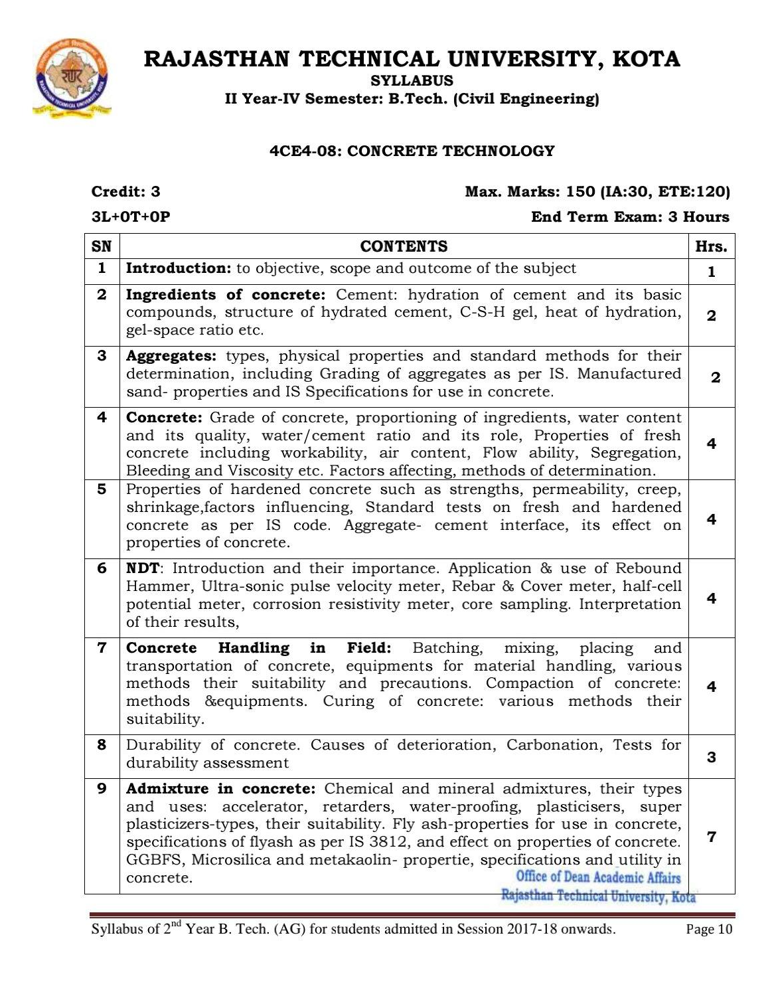 RAJASTHAN TECHNICAL UNIVERSITY, KOTA
SYLLABUS
II Year-IV Semester: B.Tech. (Civil Engineering)
4CE4-08: CONCRETE TECHNOLOGY
Credit: 3 Max. Marks: 150 (IA:30, ETE:120)
3L+0T+0P End Term Exam: 3 Hours
SN CONTENTS Hrs.
1 Introduction: to objective, scope and outcome of the subject 1
2 Ingredients of concrete: Cement: hydration of cement and its basic
compounds, structure of hydrated cement, C-S-H gel, heat of hydration, 2
gel-space ratio etc.
3 Aggregates: types, physical properties and standard methods for their
determination, including Grading of aggregates as per IS. Manufactured 2
sand- properties and IS Specifications for use in concrete.
4 Concrete: Grade of concrete, proportioning of ingredients, water content
and its quality, water/cement ratio and its role, Properties of fresh 4
concrete including workability, air content, Flow ability, Segregation,
Bleeding and Viscosity etc. Factors affecting, methods of determination.
5 Properties of hardened concrete such as strengths, permeability, creep,
shrinkage,factors influencing, Standard tests on fresh and hardened 4
concrete as per IS code. Aggregate- cement interface, its effect on
properties of concrete.
6 NDT: Introduction and their importance. Application & use of Rebound
Hammer, Ultra-sonic pulse velocity meter, Rebar & Cover meter, half-cell
potential meter, corrosion resistivity meter, core sampling. Interpretation 4
of their results,
7 Concrete Handling in Field: Batching, mixing, placing and
transportation of concrete, equipments for material handling, various
methods their suitability and precautions. Compaction of concrete: 4
methods &equipments. Curing of concrete: various methods their
suitability.
8 Durability of concrete. Causes of deterioration, Carbonation, Tests for 3
durability assessment
9 Admixture in concrete: Chemical and mineral admixtures, their types
and uses: accelerator, retarders, water-proofing, plasticisers, super
plasticizers-types, their suitability. Fly ash-properties for use in concrete,
specifications of flyash as per IS 3812, and effect on properties of concrete. 7
GGBFS, Microsilica and metakaolin- propertie, specifications and utility in
concrete.
Office of Dean Academic Affairs
Rajasthan Technical University, Kota
Syllabus of 2nd Year B. Tech. (AG) for students admitted in Session 2017-18 onwards. Page 10